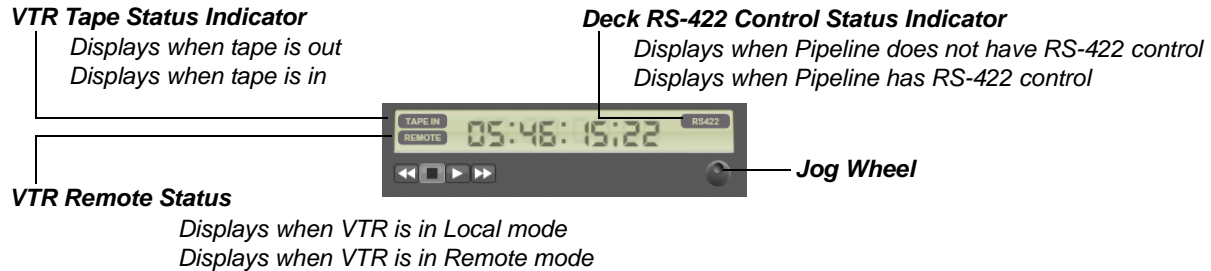 VTR Tape Status Indicator
Displays when tape is out
Displays when tape is in
Deck RS-422 Control Status Indicator
Displays when Pipeline does not have RS-422 control
Displays when Pipeline has RS-422 control
TAPE IN
REMOTE
05:46:15;22
RS422
Jog Wheel
VTR Remote Status
Displays when VTR is in Local mode
Displays when VTR is in Remote mode